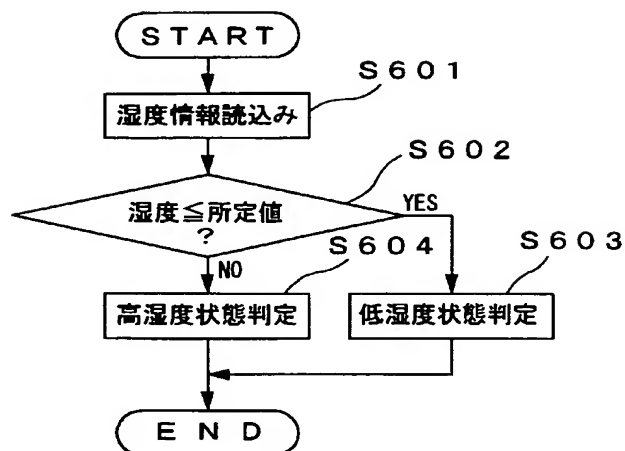 START
S601
湿度情報読込み
S602
湿度≦所定値
?
YES
NO
S604
S603
高湿度状態判定
低湿度状態判定
END